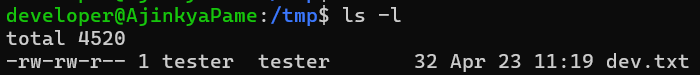 developer@AjinkyaPame:/tmp$ ls -l
total 4520
-rw-rw-r-- 1 tester  tester       32 Apr 23 11:19 dev.txt